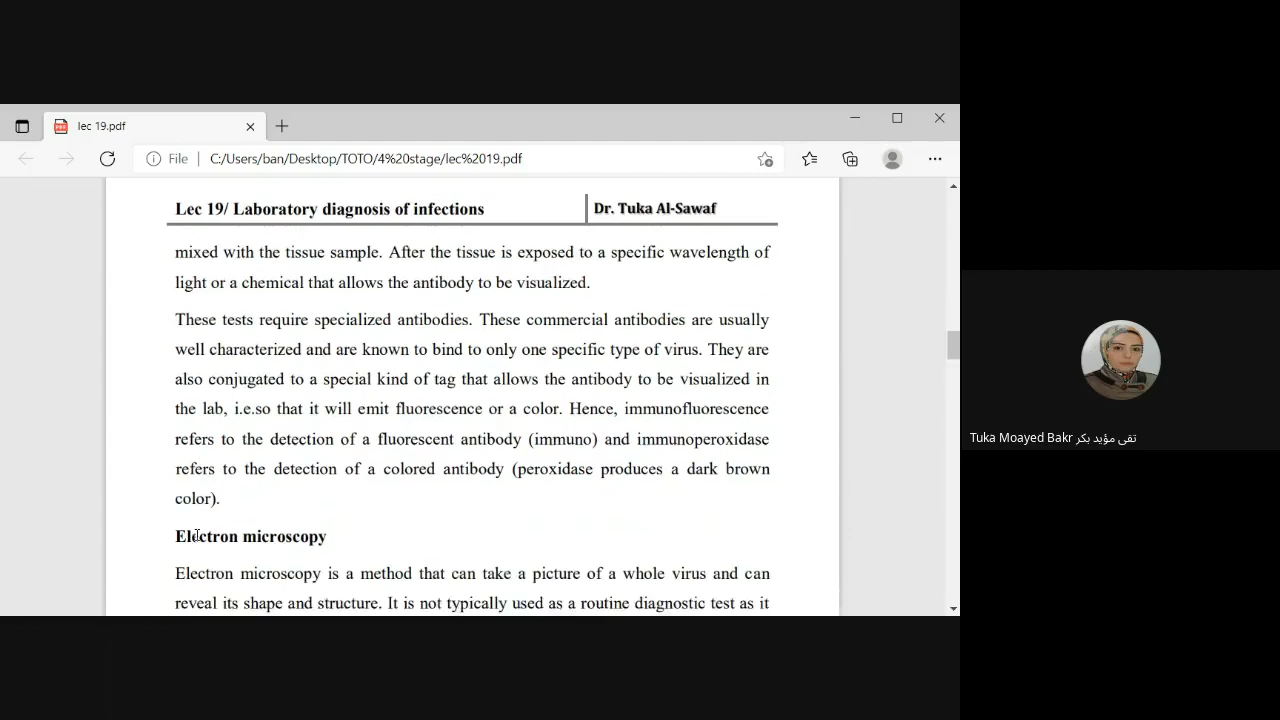 lec 19.pdf
File
C:/Users/ban/Desktop/TOTO/4%20stage/lec%2019.pdf
Lec 19/ Laboratory diagnosis of infections
Dr. Tuka Al-Sawaf
mixed with the tissue sample. After the tissue is exposed to a specific wavelength of
light or a chemical that allows the antibody to be visualized.
These tests require specialized antibodies. These commercial antibodies are usually
well characterized and are known to bind to only one specific type of virus. They are
also conjugated to a special kind of tag that allows the antibody to be visualized in
the lab, i.e.so that it will emit fluorescence or a color. Hence, immunofluorescence
refers to the detection of a fluorescent antibody (immuno) and immunoperoxidase
refers to the detection of a colored antibody (peroxidase produces a dark brown
color).
Electron microscopy
Electron microscopy is a method that can take a picture of a whole virus and can
reveal its shape and structure. It is not typically used as a routine diagnostic test as it
Tuka Moayed Bakr تقى مؤيد بكر